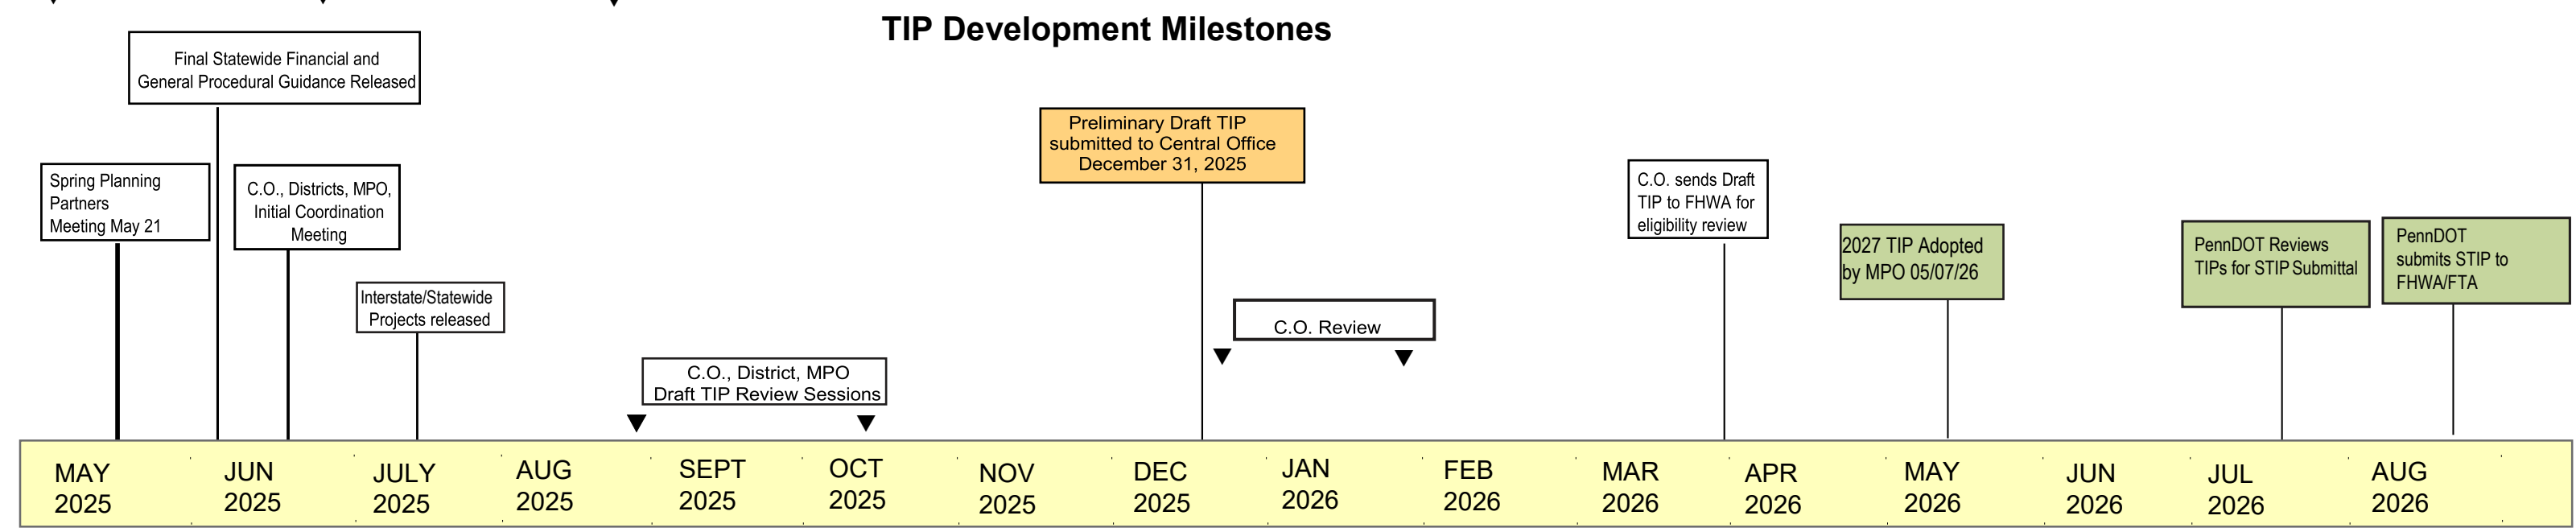 TIP Development Milestones
Final Statewide Financial and
General Procedural Guidance Released
Spring Planning
Partners
Meeting May 21
C.O., Districts, MPO,
Initial Coordination
Meeting
Interstate/Statewide
Projects released
C.O., District, MPO
Draft TIP Review Sessions
Preliminary Draft TIP
submitted to Central Office
December 31, 2025
C.O. Review
C.O. sends Draft
TIP to FHWA for
eligibility review
2027 TIP Adopted
by MPO 05/07/26
PennDOT Reviews
TIPs for STIP Submittal
PennDOT
submits STIP to
FHWA/FTA
MAY
2025
JUN
2025
JULY
2025
AUG
2025
SEPT
2025
OCT
2025
NOV
2025
DEC
2025
JAN
2026
FEB
2026
MAR
2026
APR
2026
MAY
2026
JUN
2026
JUL
2026
AUG
2026